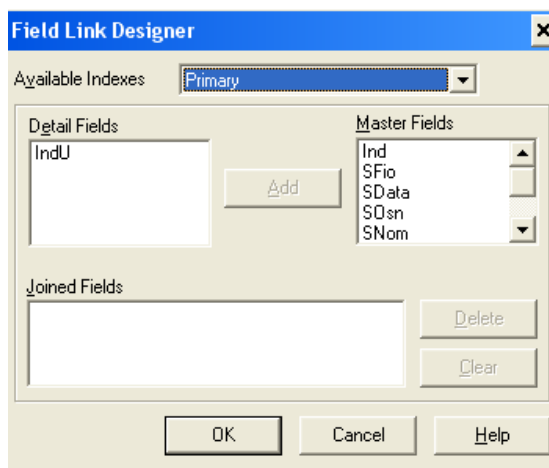 Field Link Designer
Available Indexes
Primary
Detail Fields
Master Fields
IndU
Ind
SFio
SData
SOsn
SNom
Add
Joined Fields
Delete
Clear
OK
Cancel
Help